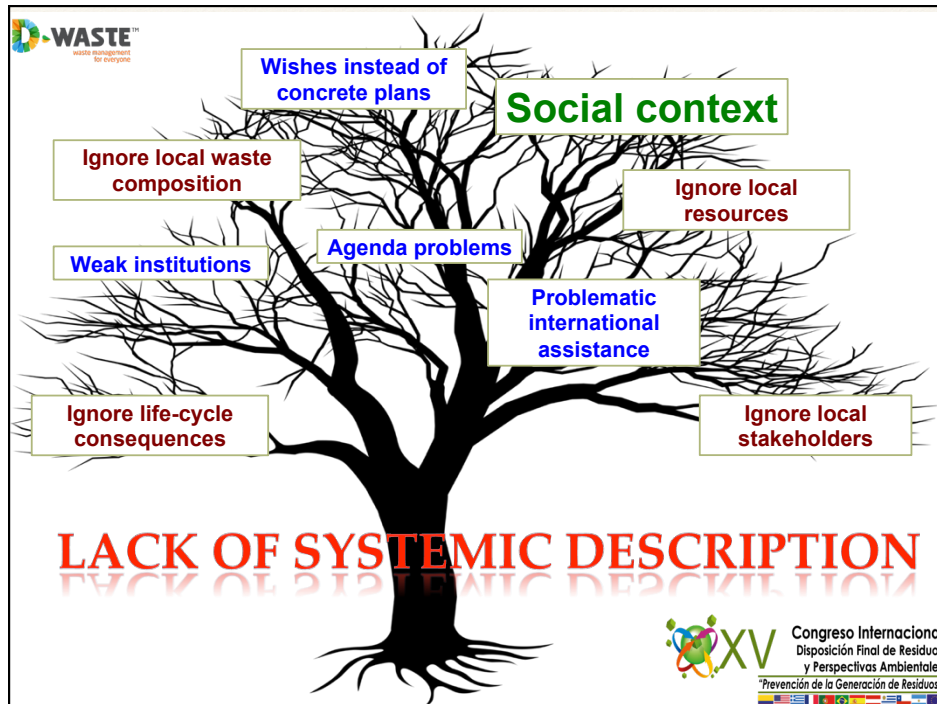 D-WASTE™
waste management
for everyone
Wishes instead of
concrete plans
Social context
Ignore local waste
composition
Ignore local
resources
Agenda problems
Weak institutions
Problematic
international
assistance
Ignore life-cycle
consequences
Ignore local
stakeholders
LACK OF SYSTEMIC DESCRIPTION
XV
Congreso Internaciona
Disposición Final de Residuo
y Perspectivas Ambientale
"Prevención de la Generación de Residuos